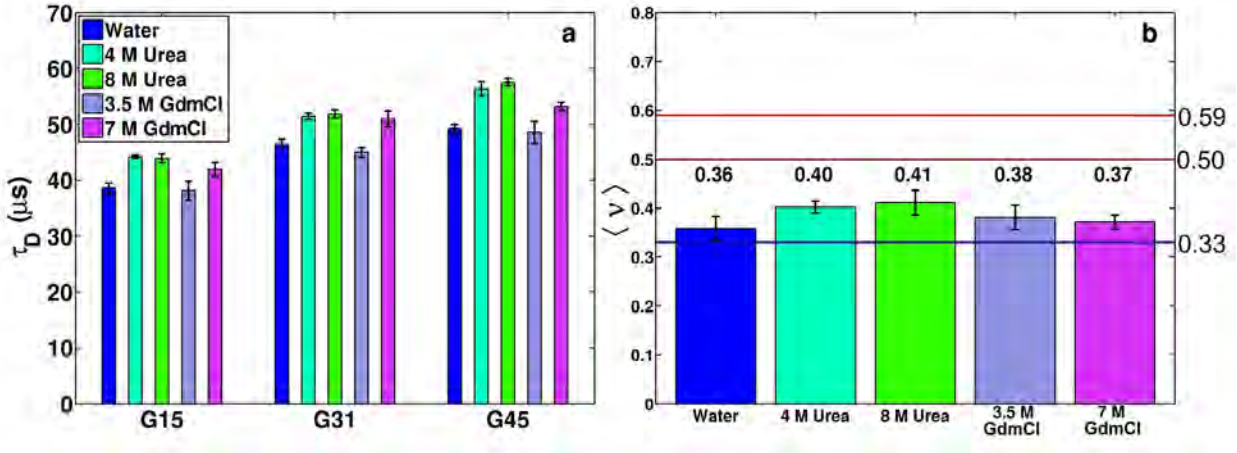 70
60
50
40
30
20
10
0
τD (μs)
Water
4 M Urea
8 M Urea
3.5 M GdmCl
7 M GdmCl
a
G15
G31
G45
0.8
0.7
0.6
0.5
0.4
0.3
0.2
0.1
0
⟨ ν ⟩
b
0.59
0.50
0.33
0.36
0.40
0.41
0.38
0.37
Water
4 M Urea
8 M Urea
3.5 M
GdmCl
7 M
GdmCl